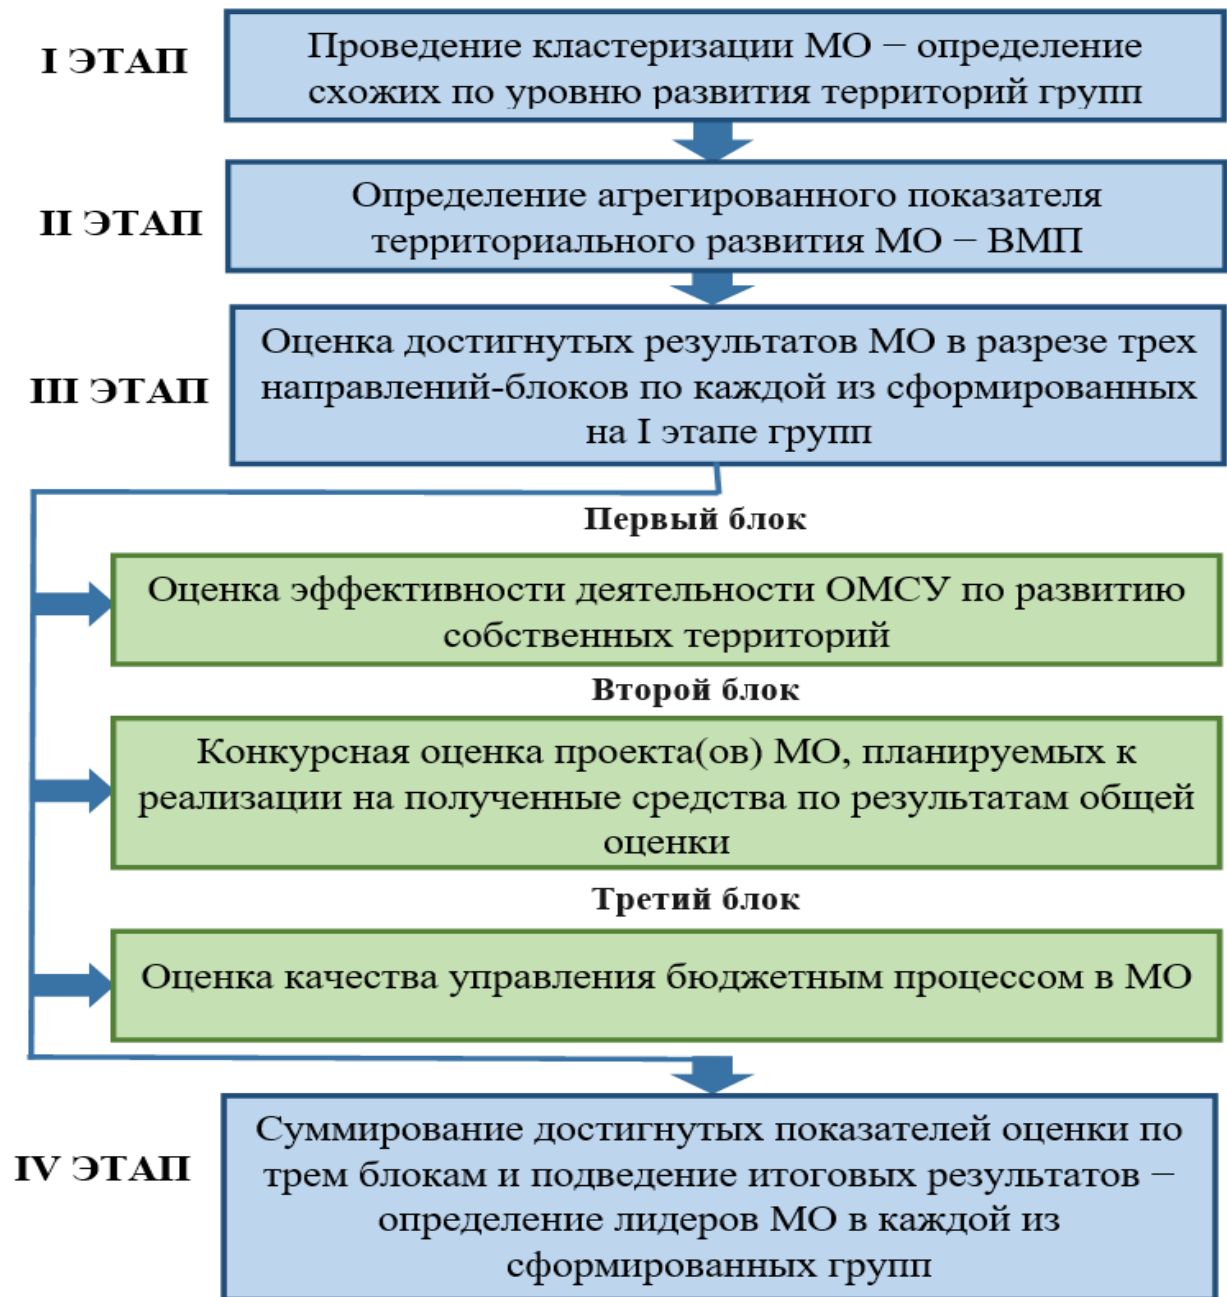 I ЭТАП
Проведение кластеризации МО − определение
схожих по уровню развития территорий групп
II ЭТАП
Определение агрегированного показателя
территориального развития МО − ВМП
III ЭТАП
Оценка достигнутых результатов МО в разрезе трех
направлений-блоков по каждой из сформированных
на I этапе групп
Первый блок
Оценка эффективности деятельности ОМСУ по развитию
собственных территорий
Второй блок
Конкурсная оценка проекта(ов) МО, планируемых к
реализации на полученные средства по результатам общей
оценки
Третий блок
Оценка качества управления бюджетным процессом в МО
IV ЭТАП
Суммирование достигнутых показателей оценки по
трем блокам и подведение итоговых результатов −
определение лидеров МО в каждой из
сформированных групп